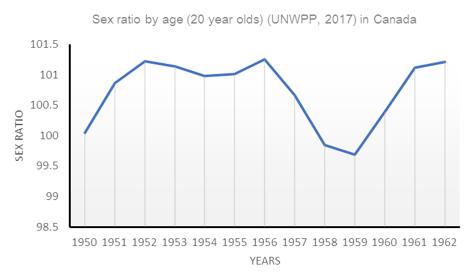 Sex ratio by age (20 year olds) (UNWPP, 2017) in Canada
101.5
101
100.5
100
99.5
99
98.5
SEX RATIO
1950 1951 1952 1953 1954 1955 1956 1957 1958 1959 1960 1961 1962
YEARS